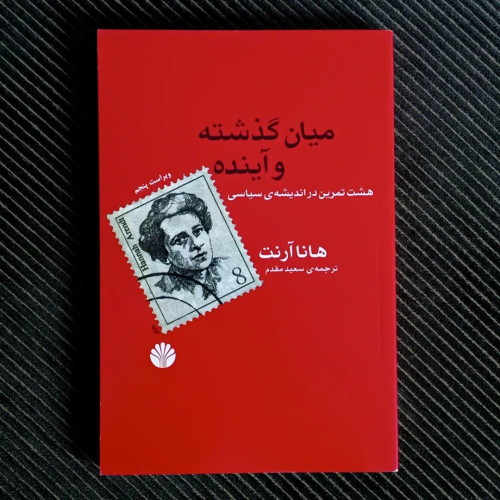 میان گذشته
و آینده
ویراست پنجم
هشت تمرین در اندیشه‌ی سیاسی
هانا آرنت
ترجمه‌ی سعید مقدم
Hannah Arendt
8